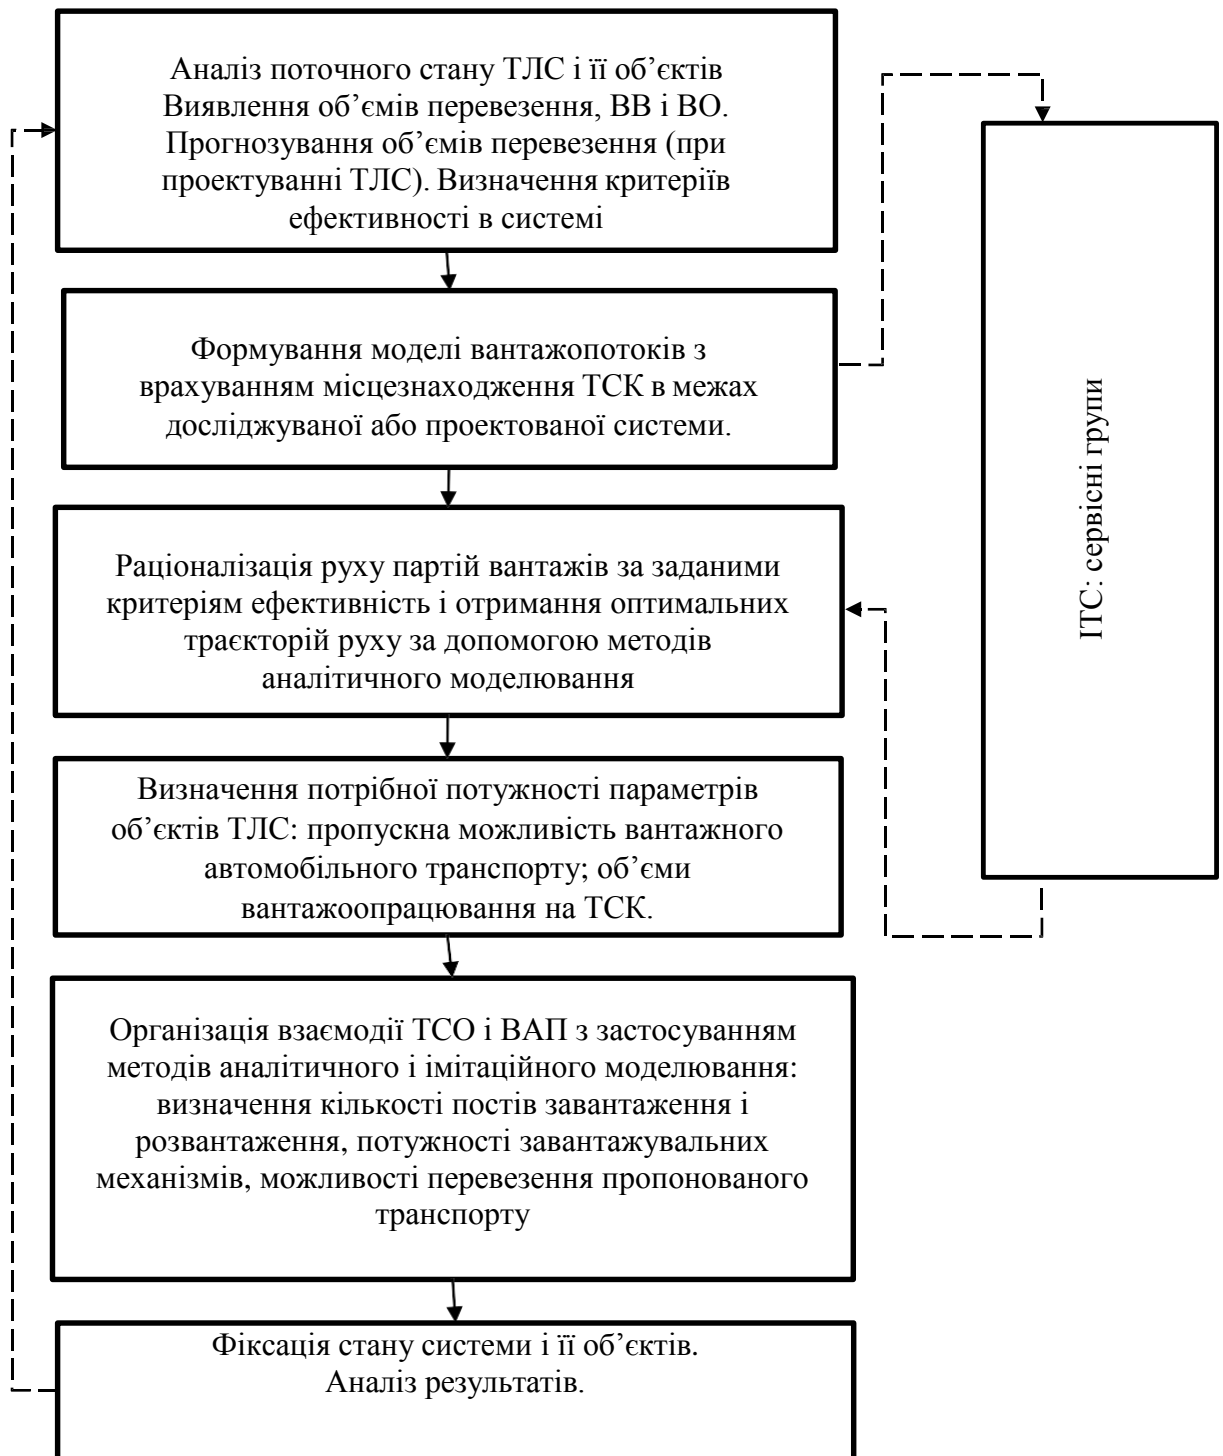 Аналіз поточного стану ТЛС і її об’єктів
Виявлення об’ємів перевезення, ВВ і ВО.
Прогнозування об’ємів перевезення (при
проектуванні ТЛС). Визначення критеріїв
ефективності в системі
Формування моделі вантажопотоків з
врахуванням місцезнаходження ТСК в межах
досліджуваної або проектованої системи.
Раціоналізація руху партій вантажів за заданими
критеріям ефективність і отримання оптимальних
траєкторій руху за допомогою методів
аналітичного моделювання
Визначення потрібної потужності параметрів
об’єктів ТЛС: пропускна можливість вантажного
автомобільного транспорту; об’єми
вантажоопрацювання на ТСК.
Організація взаємодії ТСО і ВАП з застосуванням
методів аналітичного і імітаційного моделювання:
визначення кількості постів завантаження і
розвантаження, потужності завантажувальних
механізмів, можливості перевезення пропонованого
транспорту
Фіксація стану системи і її об’єктів.
Аналіз результатів.
ІТС: сервісні групи